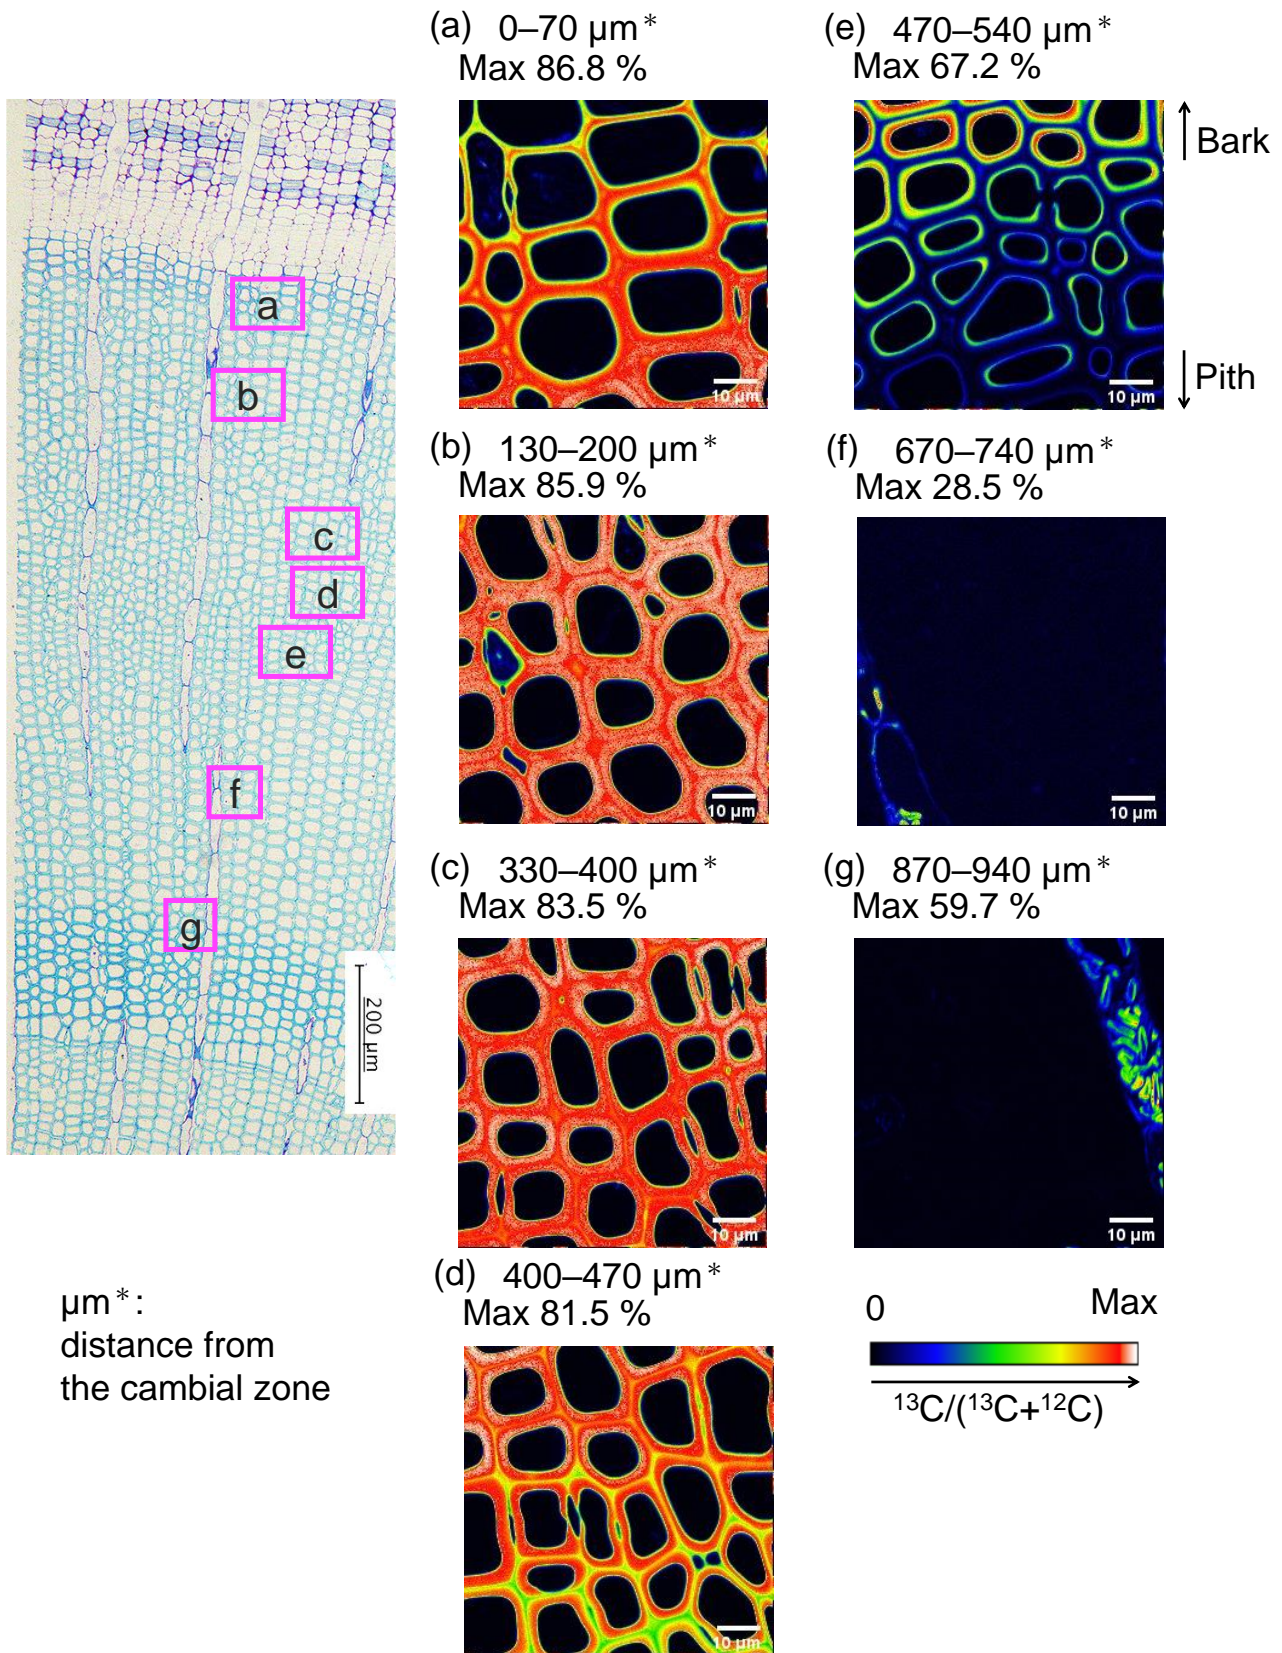 (a) 0–70 μm*
Max 86.8 %
(e) 470–540 μm*
Max 67.2 %
Bark
Pith
10 μm
10 μm
a
b
c
d
e
f
g
200 μm
(b) 130–200 μm*
Max 85.9 %
(f) 670–740 μm*
Max 28.5 %
10 μm
10 μm
(c) 330–400 μm*
Max 83.5 %
(g) 870–940 μm*
Max 59.7 %
10 μm
10 μm
(d) 400–470 μm*
Max 81.5 %
10 μm
0 Max
¹³C/(¹³C+¹²C)
μm*:
distance from
the cambial zone